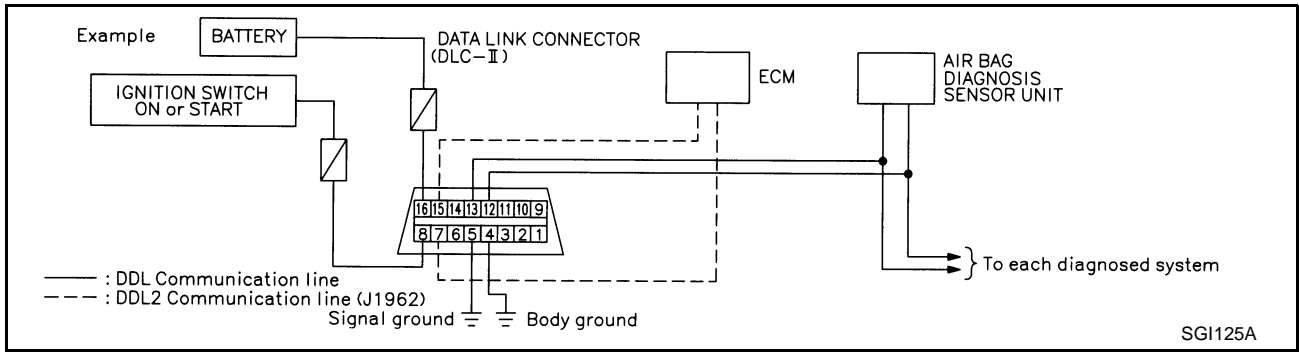 Example
BATTERY
DATA LINK CONNECTOR
(DLC-Ⅱ)
IGNITION SWITCH
ON or START
ECM
AIR BAG
DIAGNOSIS
SENSOR UNIT
16 15 14 13 12 11 10 9
8 7 6 5 4 3 2 1
To each diagnosed system
: DDL Communication line
: DDL2 Communication line (J1962)
Signal ground
Body ground
SGI125A